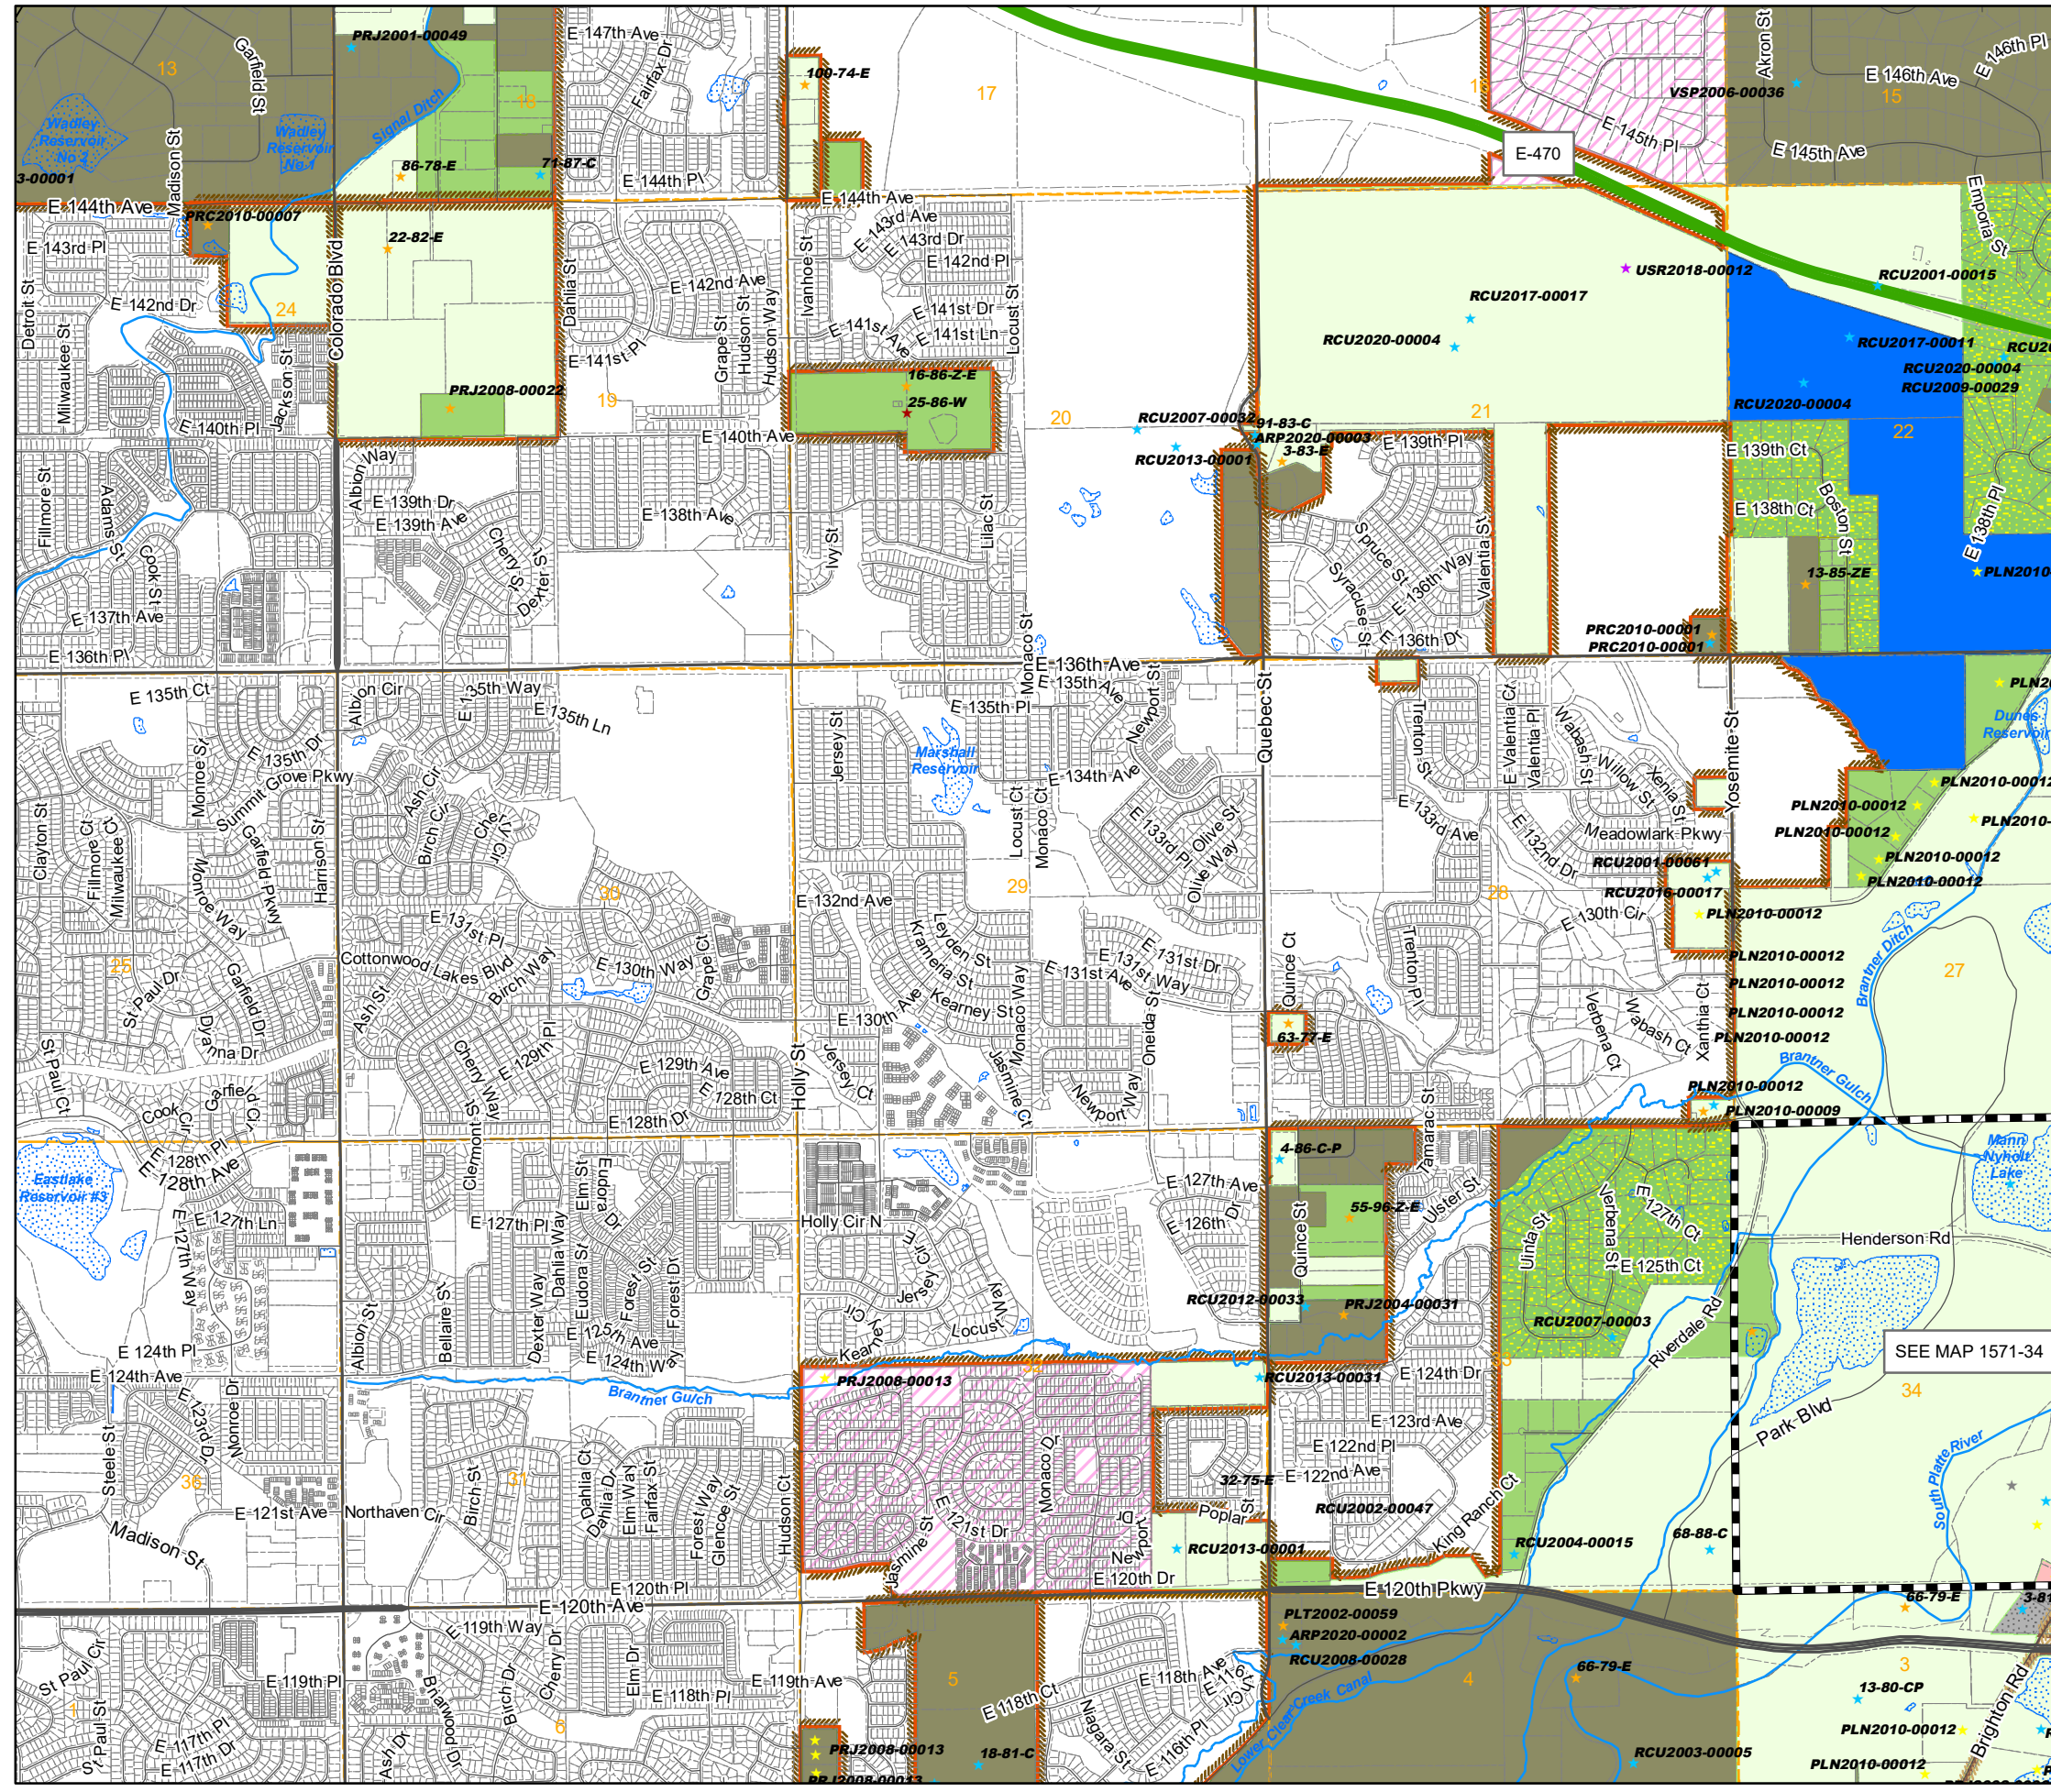 PRJ2001-00049
13
Garfield St
18
E 147th Ave
Fairfax Dr
100-74-E
17
Akron St
E 146th Pl
E 146th Ave
VSP2006-00036
15
E 145th Pl
E 145th Ave
E-470
Wadley
Reservoir
No 2
Wadley
Reservoir
No 1
Signal Ditch
86-78-E
71-87-C
E 144th Pl
3-00001
Madison St
E 144th Ave
E 144th Ave
PRC2010-00007
22-82-E
E 143rd Pl
E 143rd Ave
E 143rd Dr
E 142nd Pl
Emporia St
USR2018-00012
RCU2001-00015
Detroit St
Milwaukee St
E 142nd Dr
24
Colorado Blvd
Dahlia St
E 142nd Ave
Ivanhoe St
E 141st Dr
E 141st Ln
E 141st Ave
Locust St
RCU2017-00017
RCU2020-00004
RCU2017-00011
RCU2020-00004
RCU2009-00029
RCU2020-00004
E 141st Pl
Grape St
Hudson St
Hudson Way
Jackson St
PRJ2008-00022
19
16-86-Z-E
25-86-W
20
21
22
E 140th Pl
E 140th Ave
RCU2007-00032
91-83-C
ARP2020-00003
3-83-E
RCU2013-00001
E 139th Pl
E 139th Ct
Albion Way
E 139th Dr
E 139th Ave
E 138th Ave
E 138th Ct
Boston St
E 138th Pl
Fillmore St
Adams St
Cook St
Cherry St
Dexter St
Ivy St
Lilac St
Spruce St
Syracuse St
E 136th Way
Valentia St
13-85-ZE
PLN2010-
E 137th Ave
E 136th Pl
E 136th Dr
Monaco St
PRC2010-00001
PRC2010-00001
E 136th Ave
E 135th Ave
E 135th Pl
Newport St
Quebec St
E 135th Ct
Albion Cir
E 135th Way
E 135th Ln
Jersey St
Marshall
Reservoir
E 134th Ave
Trenton St
E Valentia Ct
Valentia Pl
Wabash St
Willow St
Xenia St
Yosemite St
Dunes
Reservoir
Monroe St
E 135th Dr
Summit Grove Pkwy
Ash Cir
Birch Cir
Cherry Cir
Locust Ct
Monaco Ct
E 133rd Pl
Olive St
Olive Way
E 133rd Ave
E 132nd Dr
Meadowlark Pkwy
PLN2010-00012
PLN2010-00012
PLN2010-00012
PLN2010-
PLN2010-00012
PLN2010-00012
Clayton St
Fillmore Ct
Milwaukee Ct
Monroe Way
Garfield Pkwy
Harrison St
30
29
28
RCU2001-00061
RCU2016-00017
PLN2010-00012
E 132nd Ave
E 130th Cir
E 131st Pl
Cottonwood Lakes Blvd
Birch Way
E 130th Way
Grape Ct
Leyden St
Kramena St
Kearney St
E 131st Ave
E 131st Way
E 131st Dr
Quince Ct
Trenton Pl
25
St Paul Dr
Garfield Dr
Dyanna Dr
Ash St
E 130th Ave
Monaco Way
Oneida St
Verbena Ct
Wabash Ct
Xanthia Ct
PLN2010-00012
PLN2010-00012
PLN2010-00012
PLN2010-00012
Brantner Ditch
27
St Paul Ct
Cherry Way
E 129th Pl
E 129th Ave
E 128th Ct
E 128th Dr
Holly St
Jersey Ct
Jasmine Ct
Newport Way
63-77-E
Brantner Gulch
PLN2010-00012
PLN2010-00009
Cook Cir
Garfield Cir
E 128th Pl
E 128th Ave
Clermont St
Tamarac St
4-86-C-P
Mann
Nyholt
Lake
Eastlake
Reservoir #3
E 127th Ln
E 127th Way
E 127th Pl
Elm St
Eudora Dr
Dahlia Way
Holly Cir N
E 127th Ave
E 126th Dr
Ulster St
55-96-Z-E
Quince St
Uinta St
Verbena St
E 127th Ct
E 125th Ct
Henderson Rd
Albion St
Bellaire St
Dexter Way
Eudora St
Forest St
Forest Dr
E 125th Ave
E 124th Way
Jersey Cir E
Kearney Cir
Locust Way
RCU2012-00033
PRJ2004-00031
RCU2007-00003
Riverdale Rd
SEE MAP 1571-34
34
E 124th Pl
E 124th Ave
E 123rd Dr
Monroe Dr
Brantner Gulch
PRJ2008-00013
32
RCU2013-00031
E 124th Dr
33
Park Blvd
South Platte River
Steele St
36
31
Birch St
Dahlia Ct
Dahlia Dr
Elm Way
Fairfax St
Forest Way
Glencoe St
Hudson Ct
Monaco Dr
E 123rd Ave
E 122nd Pl
E 122nd Ave
32-75-E
RCU2002-00047
King Ranch Ct
E 121st Ave
Northaven Cir
E 121st Dr
Jasmine St
Newport Dr
Poplar St
Madison St
E 120th Pl
E 120th Dr
RCU2013-00001
RCU2004-00015
68-88-C
E 120th Pkwy
E 120th Ave
66-79-E
3-81
PLT2002-00059
ARP2020-00002
RCU2008-00028
E 119th Way
E 119th Pl
E 119th Ave
E 118th Pl
E 118th Ct
E 118th Ave
E 116th Cir
E 116th Pl
Niagara St
Lower Clear Creek Canal
St Paul Cir
St Paul St
E 117th Pl
E 117th Dr
1
Ash Dr
Briarwood Dr
Birch Dr
Cherry Dr
Elm Dr
6
5
4
3
66-79-E
13-80-CP
PLN2010-00012
PLN2010-00012
Brighton Rd
PRJ2008-00013
PRJ2008-00013
18-81-C
RCU2003-00005